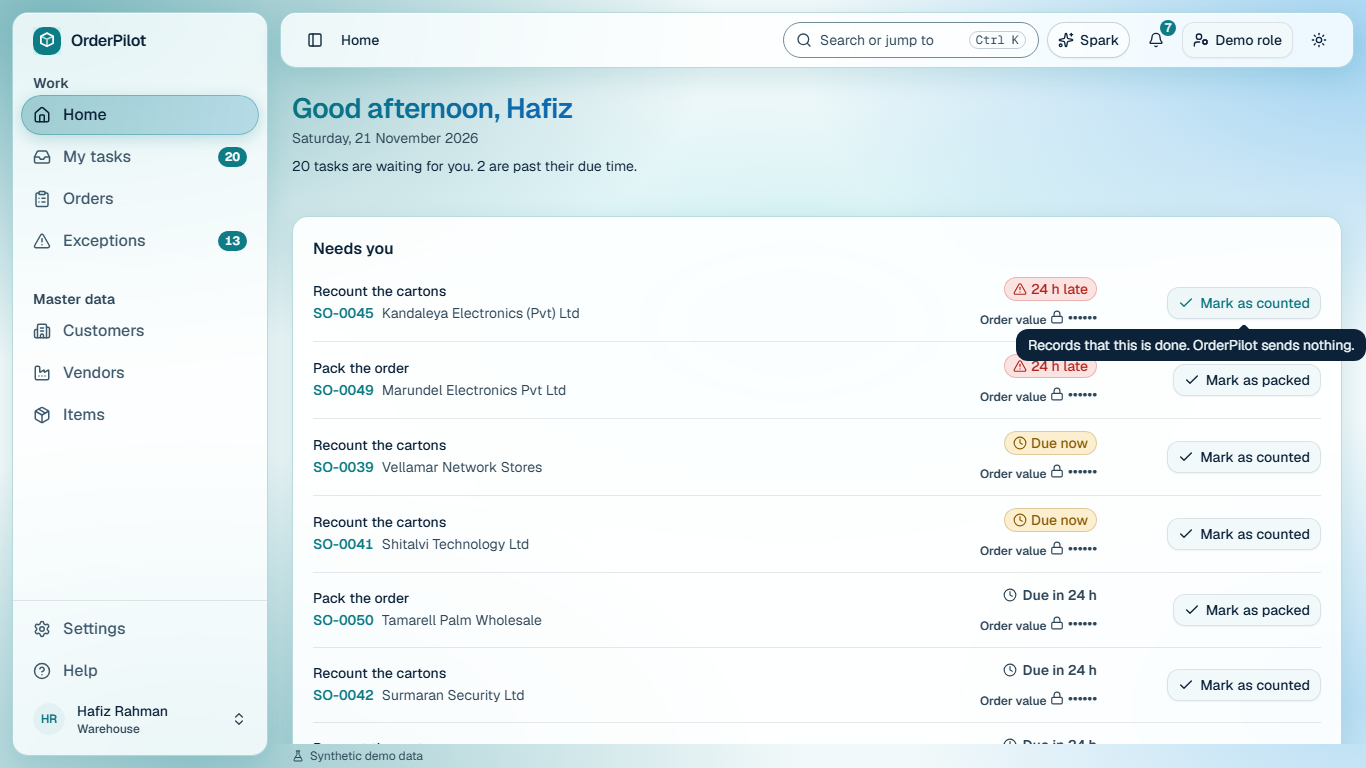 OrderPilot
Work
Home
My tasks 20
Orders
Exceptions 13
Master data
Customers
Vendors
Items
Settings
Help
HR
Hafiz Rahman
Warehouse
Home
Search or jump to Ctrl K
Spark
7
Demo role
Good afternoon, Hafiz
Saturday, 21 November 2026
20 tasks are waiting for you. 2 are past their due time.
Needs you
Recount the cartons
SO-0045 Kandaleya Electronics (Pvt) Ltd
24 h late
Order value ••••••
Mark as counted
Records that this is done. OrderPilot sends nothing.
Pack the order
SO-0049 Marundel Electronics Pvt Ltd
24 h late
Order value ••••••
Mark as packed
Recount the cartons
SO-0039 Vellamar Network Stores
Due now
Order value ••••••
Mark as counted
Recount the cartons
SO-0041 Shitalvi Technology Ltd
Due now
Order value ••••••
Mark as counted
Pack the order
SO-0050 Tamarell Palm Wholesale
Due in 24 h
Order value ••••••
Mark as packed
Recount the cartons
SO-0042 Surmaran Security Ltd
Due in 24 h
Order value ••••••
Mark as counted
Due in 24 h
Synthetic demo data